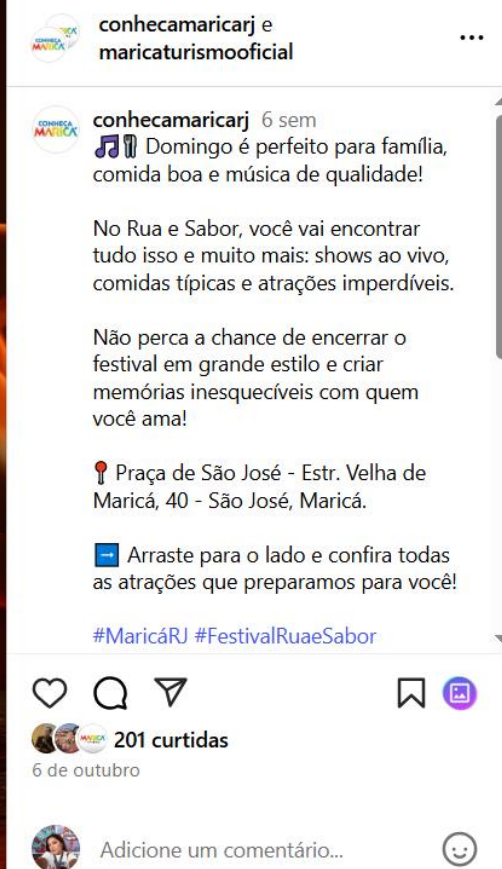 conhecamaricarj e
maricaturismooficial
CONHEÇA
MARICÁ
conhecamaricarj 6 sem
🎵🍴 Domingo é perfeito para família,
comida boa e música de qualidade!
No Rua e Sabor, você vai encontrar
tudo isso e muito mais: shows ao vivo,
comidas típicas e atrações imperdíveis.
Não perca a chance de encerrar o
festival em grande estilo e criar
memórias inesquecíveis com quem
você ama!
📍 Praça de São José - Estr. Velha de
Maricá, 40 - São José, Maricá.
➡️ Arraste para o lado e confira todas
as atrações que preparamos para você!
#MaricáRJ #FestivalRuaeSabor
201 curtidas
6 de outubro
Adicione um comentário...